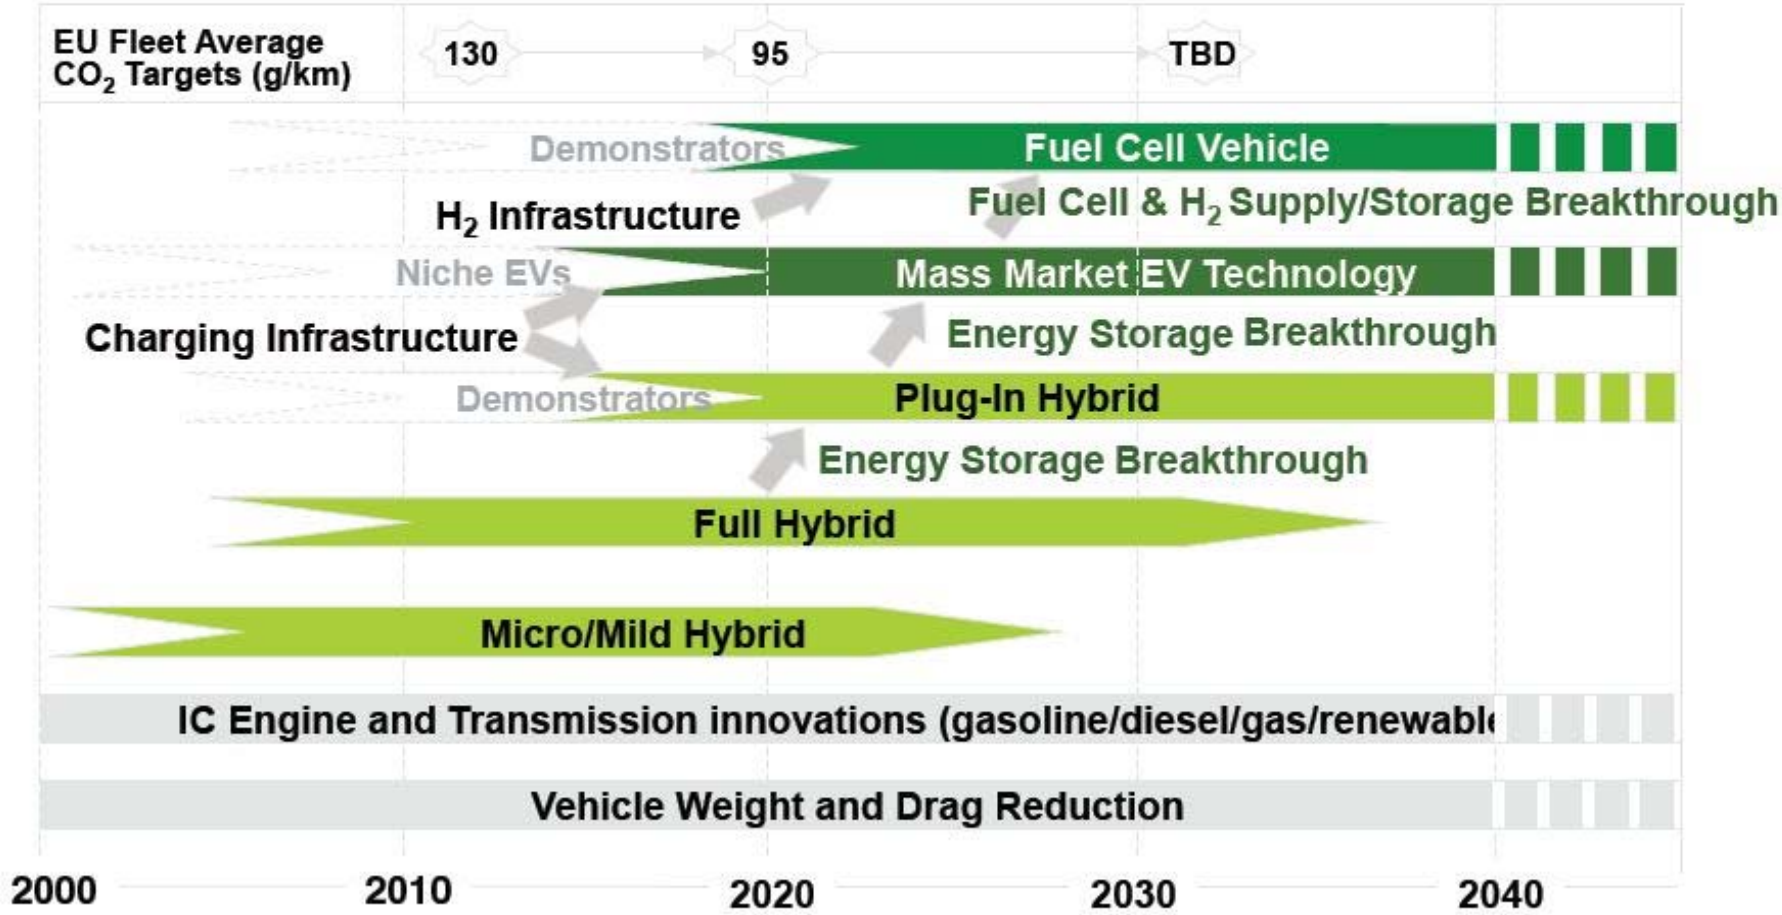 EU Fleet Average
CO₂ Targets (g/km)
130
95
TBD
Demonstrators
Fuel Cell Vehicle
H₂ Infrastructure
Fuel Cell & H₂ Supply/Storage Breakthrough
Niche EVs
Mass Market EV Technology
Charging Infrastructure
Energy Storage Breakthrough
Demonstrators
Plug-In Hybrid
Energy Storage Breakthrough
Full Hybrid
Micro/Mild Hybrid
IC Engine and Transmission innovations (gasoline/diesel/gas/renewable
Vehicle Weight and Drag Reduction
2000
2010
2020
2030
2040